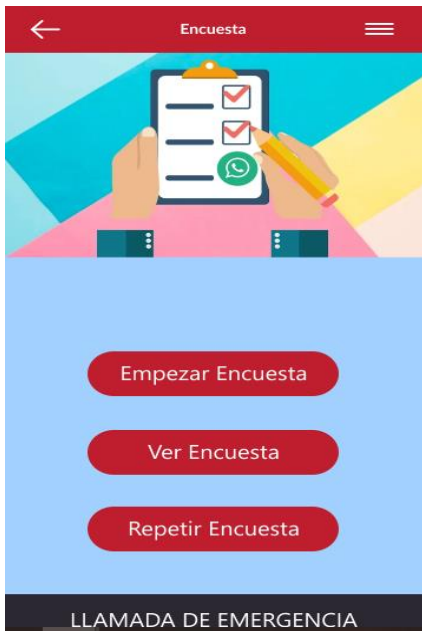 Encuesta
Empezar Encuesta
Ver Encuesta
Repetir Encuesta
LLAMADA DE EMERGENCIA